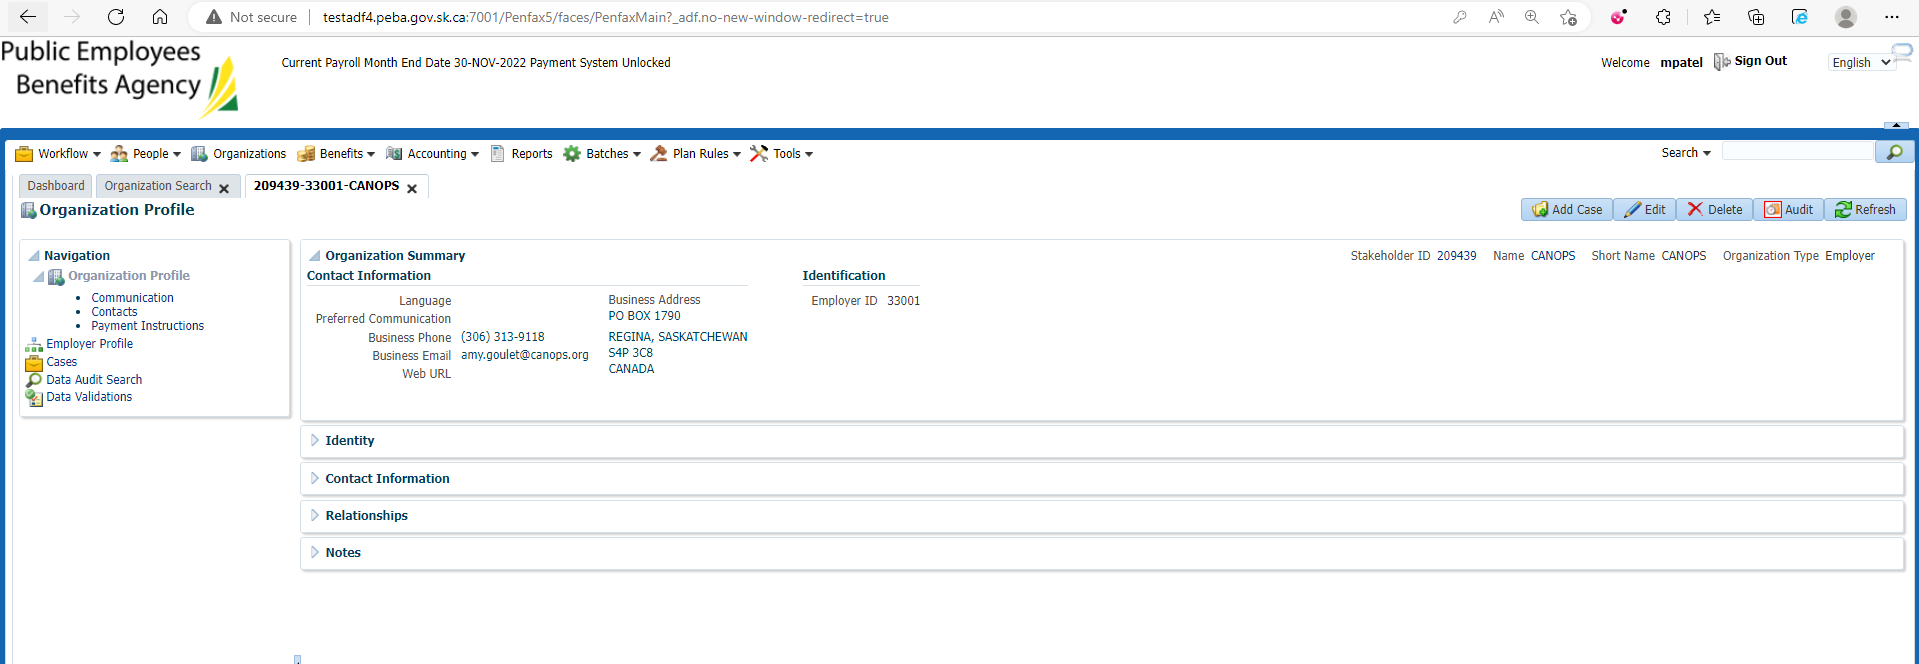 Not secure testadf4.peba.gov.sk.ca:7001/Penfax5/faces/PenfaxMain?_adf.no-new-window-redirect=true
Public Employees
Benefits Agency
Current Payroll Month End Date 30-NOV-2022 Payment System Unlocked
Welcome mpatel Sign Out English
Workflow People Organizations Benefits Accounting Reports Batches Plan Rules Tools Search
Dashboard Organization Search 209439-33001-CANOPS
Organization Profile
Add Case Edit Delete Audit Refresh
Navigation
Organization Profile
Communication
Contacts
Payment Instructions
Employer Profile
Cases
Data Audit Search
Data Validations
Organization Summary Stakeholder ID 209439 Name CANOPS Short Name CANOPS Organization Type Employer
Contact Information
Language
Preferred Communication
Business Phone (306) 313-9118
Business Email amy.goulet@canops.org
Web URL
Business Address
PO BOX 1790
REGINA, SASKATCHEWAN
S4P 3C8
CANADA
Identification
Employer ID 33001
Identity
Contact Information
Relationships
Notes